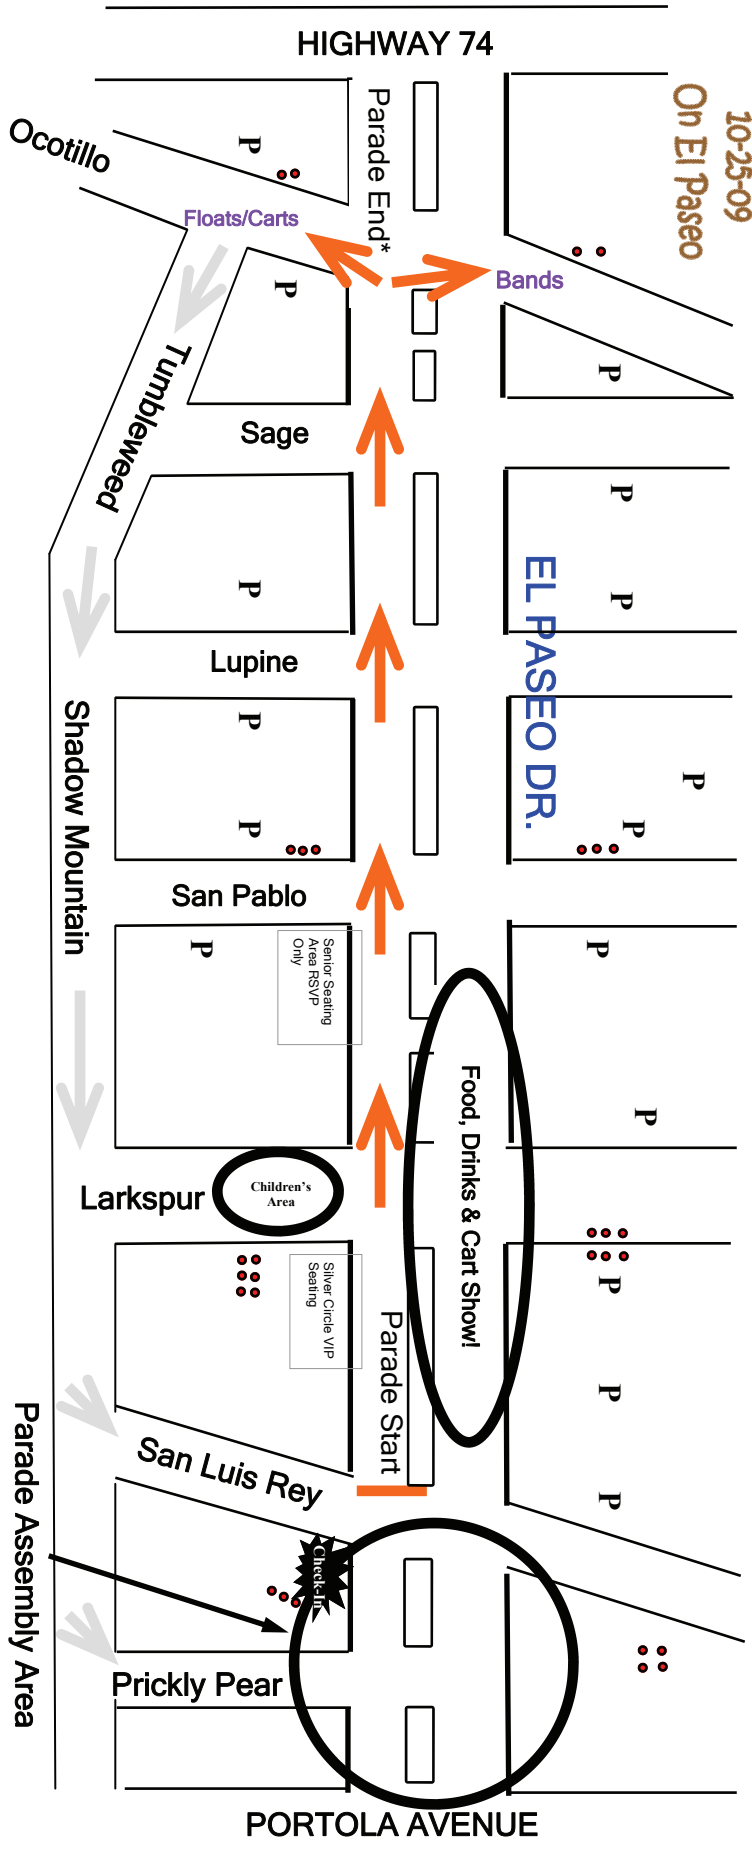 HIGHWAY 74
10-25-09
On El Paseo
Ocotillo
P
Parade End*
Floats/Carts
Bands
P
P
Tumbleweed
Sage
P
P
P
EL PASEO DR.
Lupine
P
P
Shadow Mountain
P
P
San Pablo
P
Senior Seating
Area RSVP
Only
P
P
Food, Drinks & Cart Show!
P
Larkspur
Children's
Area
Silver Circle VIP
Seating
P
Parade Start
P
San Luis Rey
P
Parade Assembly Area
Check-In
Prickly Pear
PORTOLA AVENUE